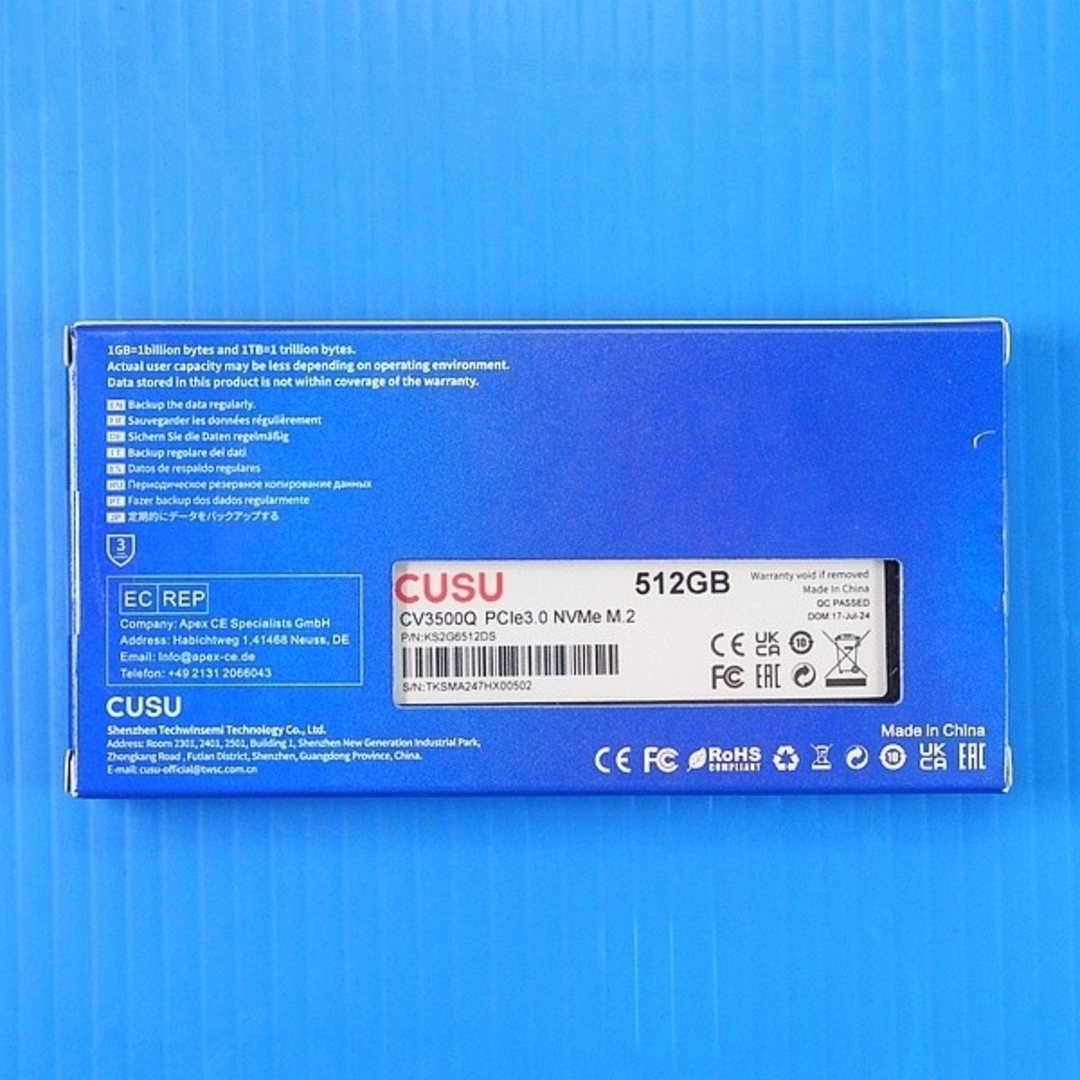 1GB=1billion bytes and 1TB=1 trillion bytes.
Actual user capacity may be less depending on operating environment.
Data stored in this product is not within coverage of the warranty.
EN Backup the data regularly.
FR Sauvegarder les données régulièrement
DE Sichern Sie die Daten regelmäßig
IT Backup regolare dei dati
ES Datos de respaldo regulares
RU Периодическое резервное копирование данных
PT Fazer backup dos dados regularmente
JP 定期的にデータをバックアップする
3
EC REP
Company: Apex CE Specialists GmbH
Address: Habichtweg 1,41468 Neuss, DE
Email: Info@apex-ce.de
Telefon: +49 2131 2066043
CUSU
Shenzhen Techwinsemi Technology Co., Ltd.
Address: Room 2301, 2401, 2501, Building 1, Shenzhen New Generation Industrial Park,
Zhongkang Road , Futian District, Shenzhen, Guangdong Province, China.
E-mail: cusu-official@twsc.com.cn
CUSU 512GB
CV3500Q PCIe3.0 NVMe M.2
P/N:KS2G6512DS
S/N:TKSMA247HX00502
Warranty void if removed
Made in China
QC PASSED
DOM:17-Jul-24
CE UK CA 10
FC EAC
Made in China
CE FC RoHS COMPLIANT 10 UK CA EAC